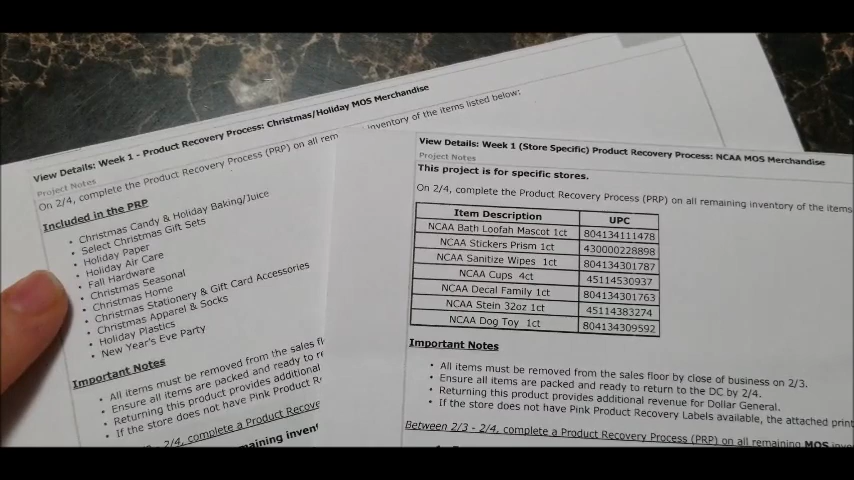 View Details: Week 1 - Product Recovery Process: Christmas/Holiday MOS Merchandise
Project Notes
On 2/4, complete the Product Recovery Process (PRP) on all rem
inventory of the items listed below:
Included in the PRP
• Christmas Candy & Holiday Baking/Juice
• Select Christmas Gift Sets
• Holiday Paper
• Holiday Air Care
• Fall Hardware
• Christmas Seasonal
• Christmas Home
• Christmas Stationery & Gift Card Accessories
• Christmas Apparel & Socks
• Holiday Plastics
• New Year's Eve Party
Important Notes
• All items must be removed from the sales fl
• Ensure all items are packed and ready to r
• Returning this product provides additional
• If the store does not have Pink Product R
- 2/4, complete a Product Recove
maining inven
View Details: Week 1 (Store Specific) Product Recovery Process: NCAA MOS Merchandise
Project Notes
This project is for specific stores.
On 2/4, complete the Product Recovery Process (PRP) on all remaining inventory of the items
Item Description UPC
NCAA Bath Loofah Mascot 1ct 804134111478
NCAA Stickers Prism 1ct 430000228898
NCAA Sanitize Wipes 1ct 804134301787
NCAA Cups 4ct 45114530937
NCAA Decal Family 1ct 804134301763
NCAA Stein 32oz 1ct 45114383274
NCAA Dog Toy 1ct 804134309592
Important Notes
• All items must be removed from the sales floor by close of business on 2/3.
• Ensure all items are packed and ready to return to the DC by 2/4.
• Returning this product provides additional revenue for Dollar General.
• If the store does not have Pink Product Recovery Labels available, the attached print
Between 2/3 - 2/4, complete a Product Recovery Process (PRP) on all remaining MOS inve